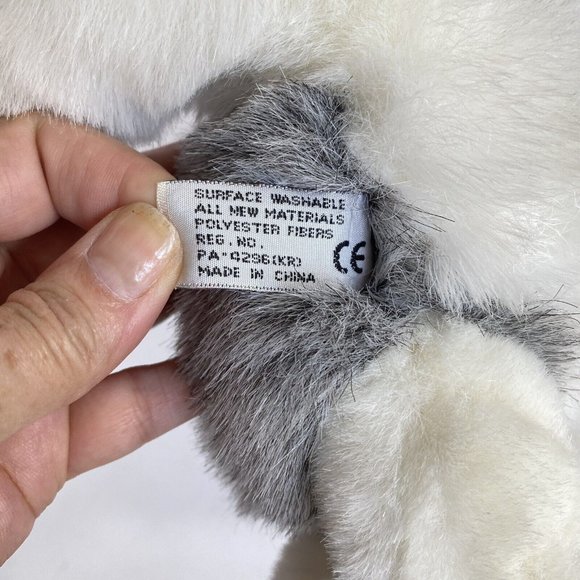 SURFACE WASHABLE
ALL NEW MATERIALS
POLYESTER FIBERS
REG. NO.
PA-4296(KR)
MADE IN CHINA
CE